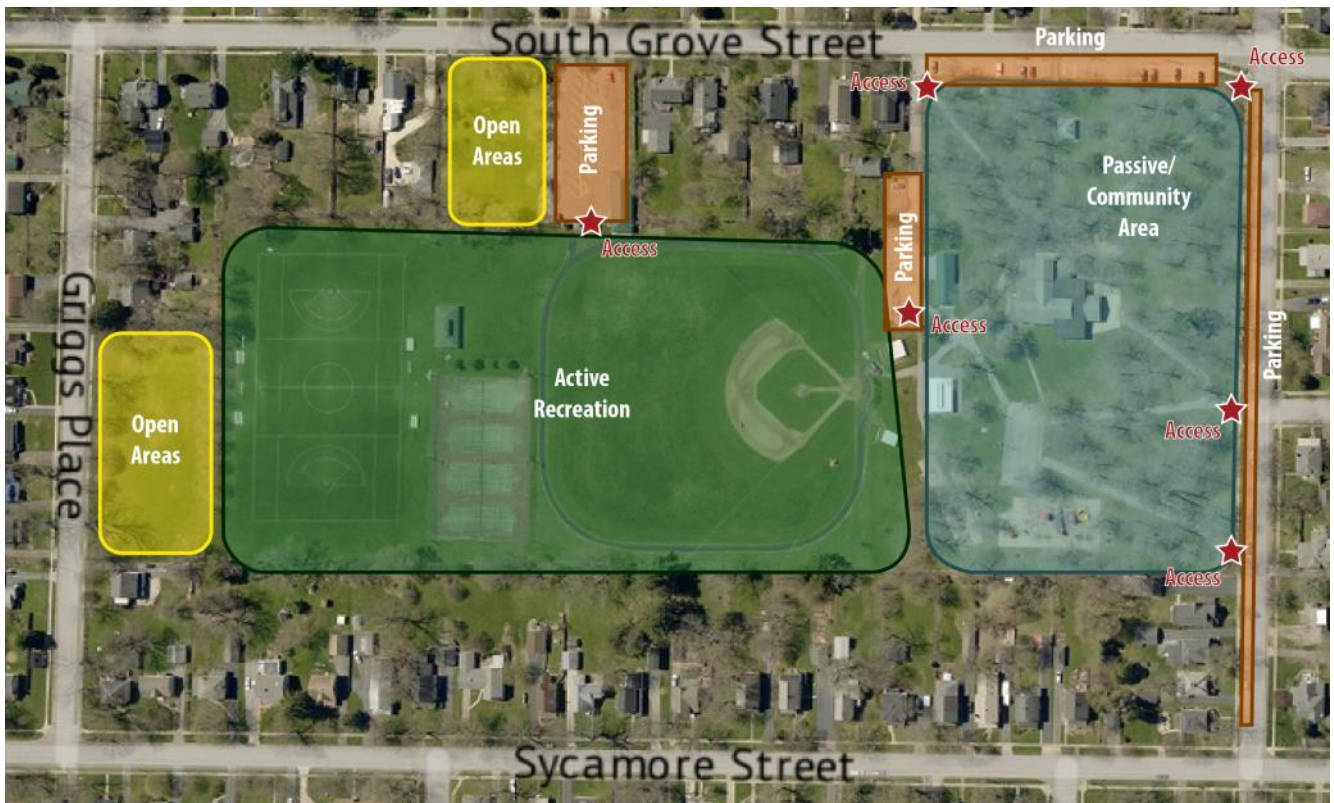 South Grove Street
Parking
Access
Access
Open
Areas
Parking
Passive/
Community
Area
Access
Parking
Access
Griggs Place
Open
Areas
Active
Recreation
Parking
Access
Access
Sycamore Street